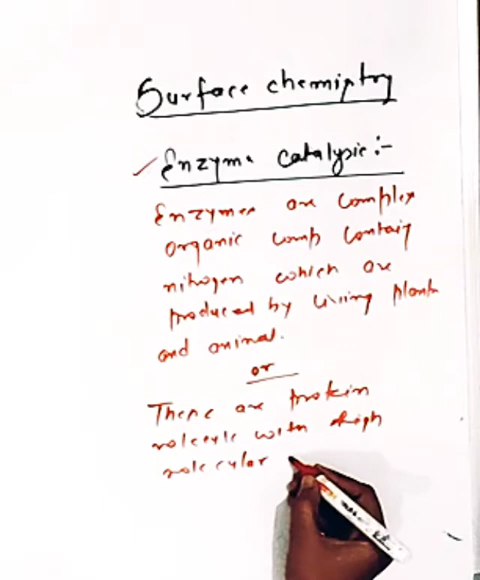 Surface chemistry
Enzyme catalysis:-
Enzymes are complex
organic comp containg
nitrogen which are
produced by living plants
and animal.
or
These are protein
molecule with high
molecular